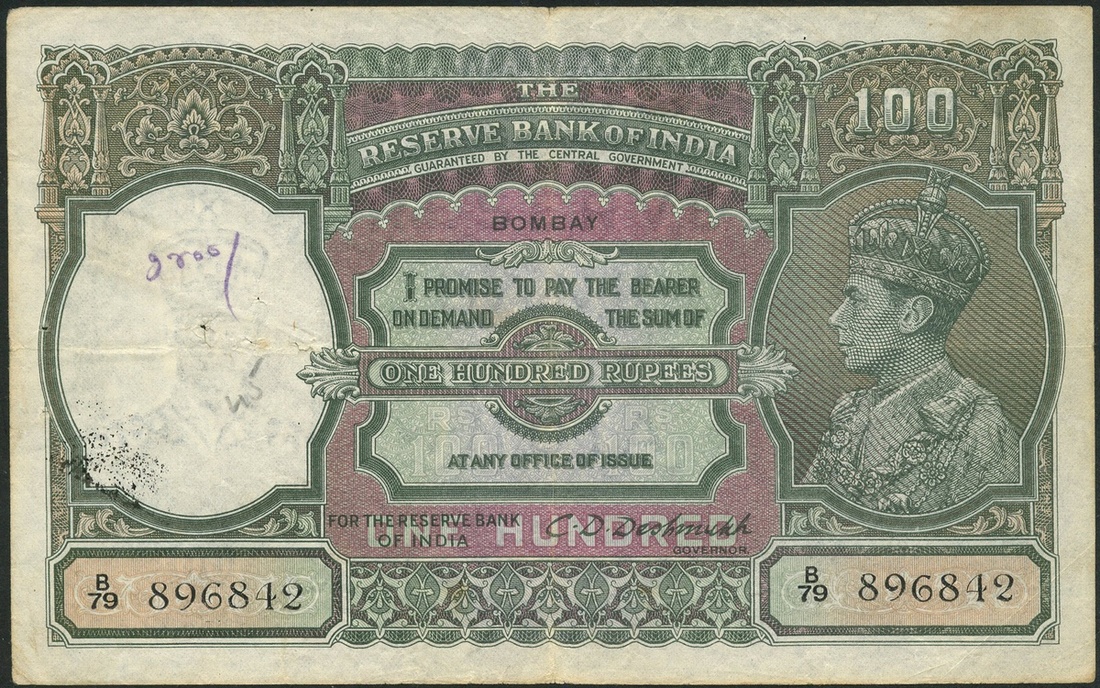 THE
100
RESERVE BANK OF INDIA
GUARANTEED BY THE CENTRAL GOVERNMENT
BOMBAY
I PROMISE TO PAY THE BEARER
ON DEMAND THE SUM OF
ONE HUNDRED RUPEES
RS RS
100 100
AT ANY OFFICE OF ISSUE
FOR THE RESERVE BANK
OF INDIA
C. D. Deshmukh
ONE HUNDRED
GOVERNOR.
B/79 896842
B/79 896842